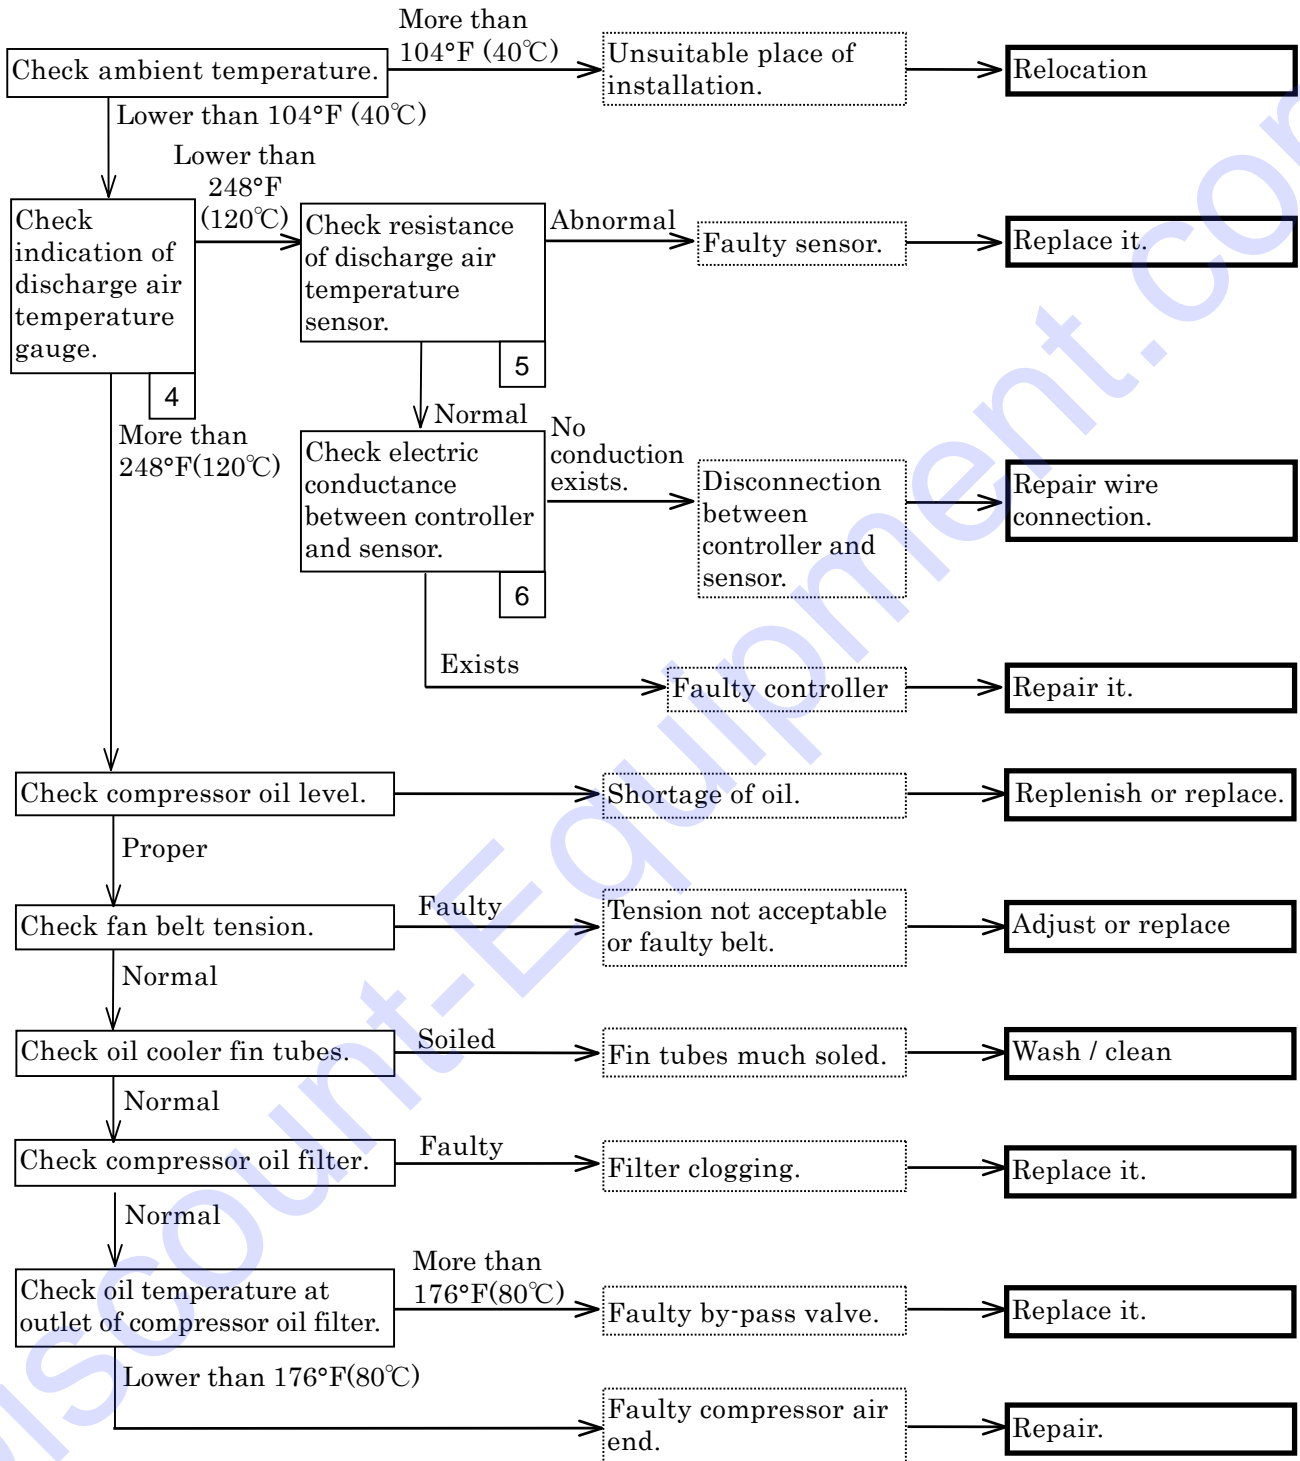 More than
104°F (40℃)
Check ambient temperature.
Unsuitable place of
installation.
Relocation
Lower than 104°F (40℃)
Lower than
248°F
(120℃)
Check
indication of
discharge air
temperature
gauge.
4
Check resistance
of discharge air
temperature
sensor.
5
Abnormal
Faulty sensor.
Replace it.
Normal
More than
248°F(120℃)
Check electric
conductance
between controller
and sensor.
6
No
conduction
exists.
Disconnection
between
controller and
sensor.
Repair wire
connection.
Exists
Faulty controller
Repair it.
Check compressor oil level.
Shortage of oil.
Replenish or replace.
Proper
Check fan belt tension.
Faulty
Tension not acceptable
or faulty belt.
Adjust or replace
Normal
Check oil cooler fin tubes.
Soiled
Fin tubes much soled.
Wash / clean
Normal
Check compressor oil filter.
Faulty
Filter clogging.
Replace it.
Normal
Check oil temperature at
outlet of compressor oil filter.
More than
176°F(80℃)
Faulty by-pass valve.
Replace it.
Lower than 176°F(80℃)
Faulty compressor air
end.
Repair.
viscount-Equipment.com